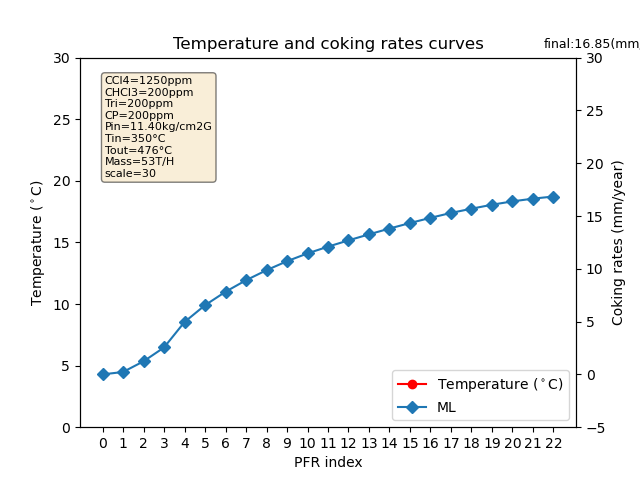 Temperature and coking rates curves
final:16.85(mm
CCl4=1250ppm
CHCl3=200ppm
Tri=200ppm
CP=200ppm
Pin=11.40kg/cm2G
Tin=350°C
Tout=476°C
Mass=53T/H
scale=30
Temperature (°C)
30
25
20
15
10
5
0
30
25
20
15
10
5
0
−5
Coking rates (mm/year)
Temperature (°C)
ML
0 1 2 3 4 5 6 7 8 9 10 11 12 13 14 15 16 17 18 19 20 21 22
PFR index